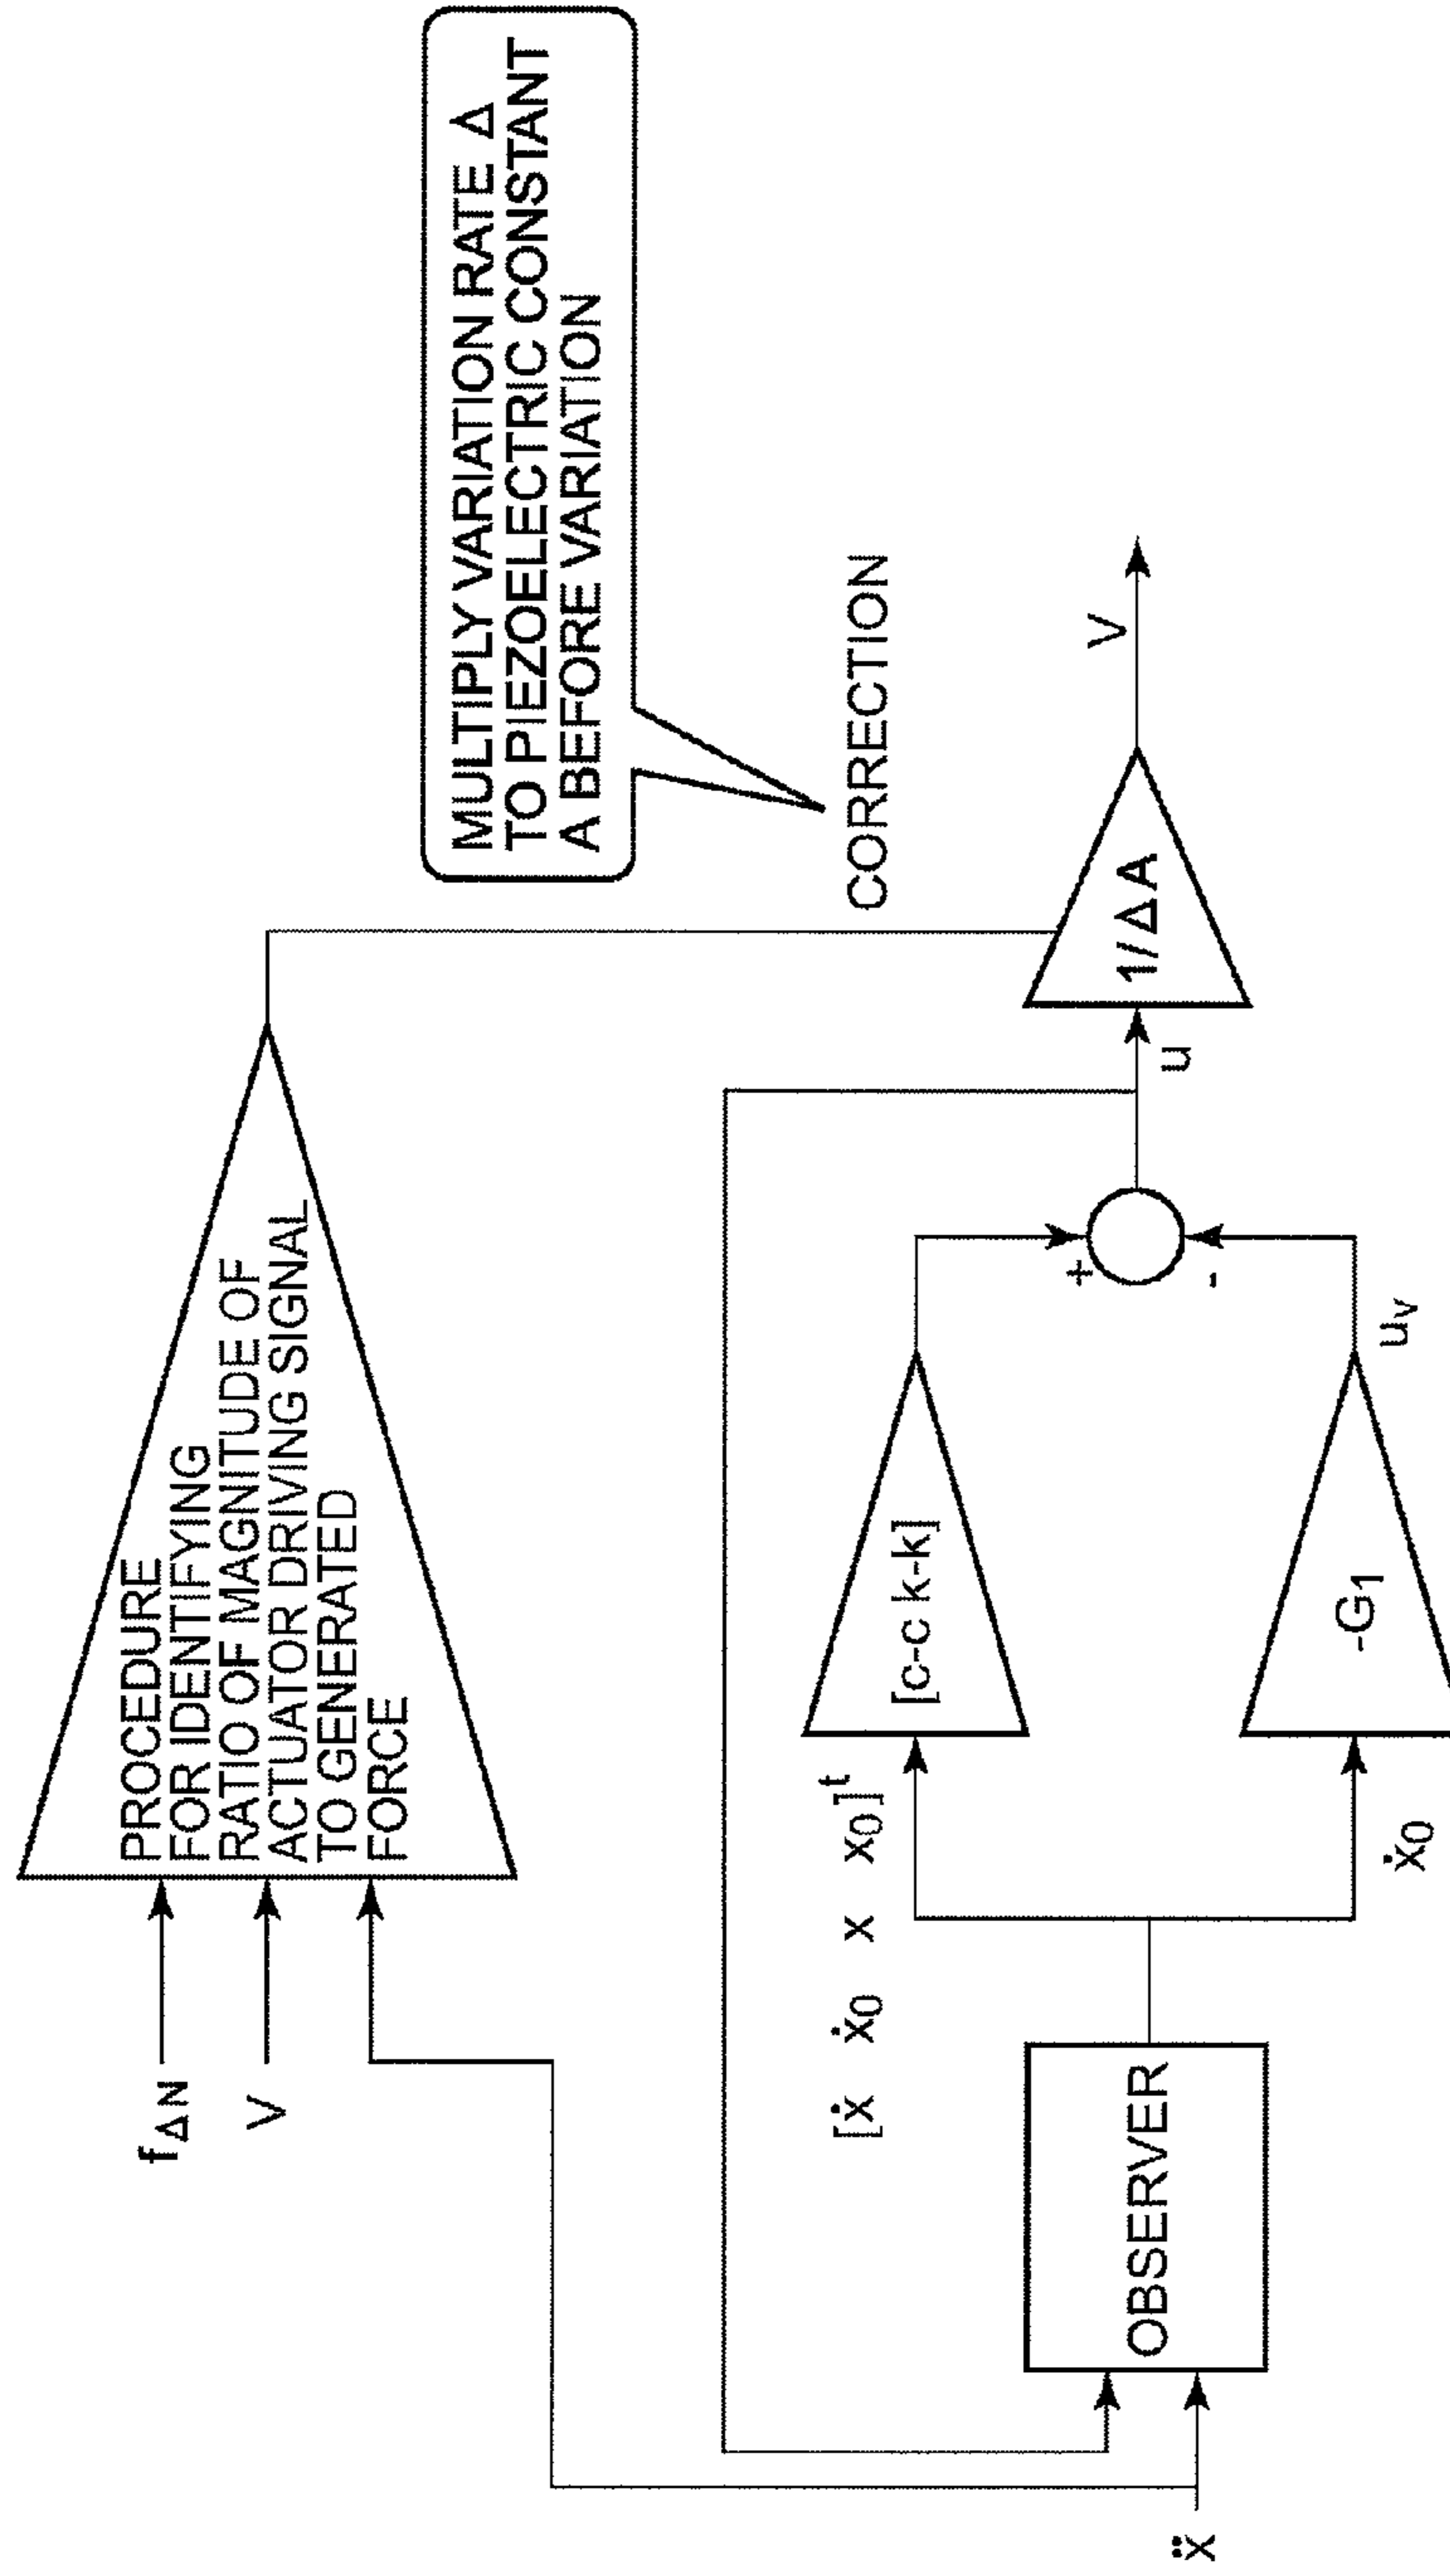 PROCEDURE
FOR IDENTIFYING
RATIO OF MAGNITUDE OF
ACTUATOR DRIVING SIGNAL
TO GENERATED
FORCE
fΔN
V
MULTIPLY VARIATION RATE Δ
TO PIEZOELECTRIC CONSTANT
A BEFORE VARIATION
CORRECTION
[ẋ ẋ₀ x x₀]ᵗ
[c-c k-k]
+
-
u
1/ΔA
V
OBSERVER
ẍ
ẋ₀
-G₁
uᵥ